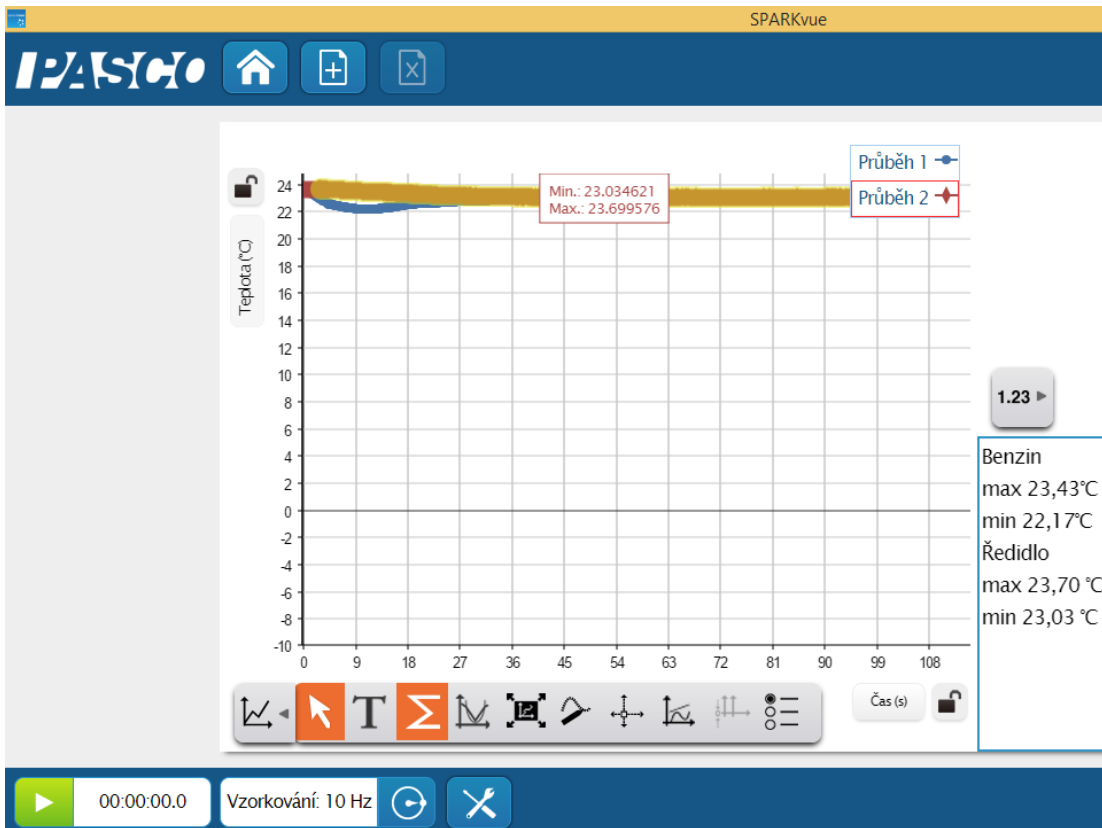 SPARKvue
PASCO
Průběh 1
Průběh 2
Min.: 23.034621
Max.: 23.699576
Teplota (°C)
24
22
20
18
16
14
12
10
8
6
4
2
0
-2
-4
-6
-8
-10
0 9 18 27 36 45 54 63 72 81 90 99 108
Čas (s)
1.23
Benzin
max 23,43°C
min 22,17°C
Ředidlo
max 23,70 °C
min 23,03 °C
T
00:00:00.0
Vzorkování: 10 Hz